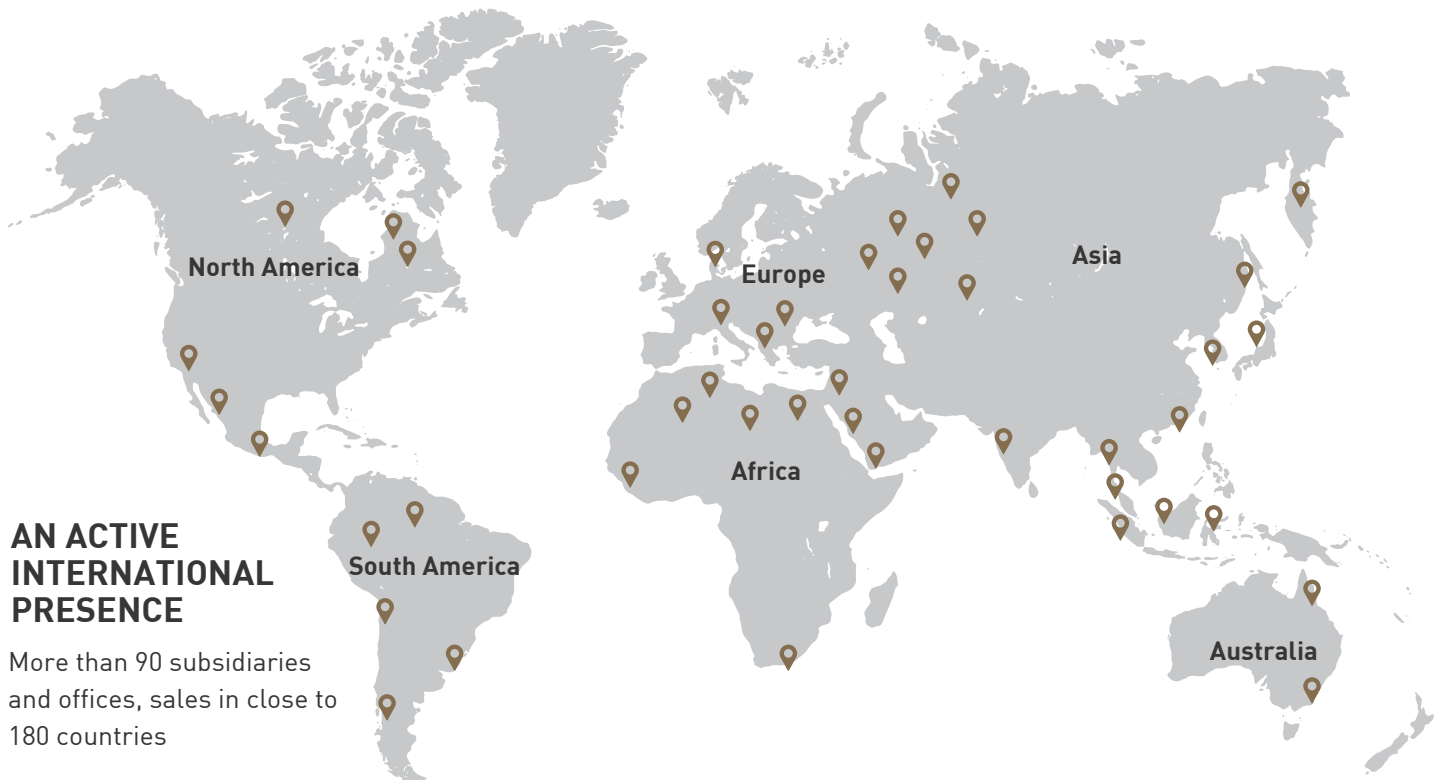 North America
Europe
Asia
Africa
South America
Australia
AN ACTIVE
INTERNATIONAL
PRESENCE
More than 90 subsidiaries
and offices, sales in close to
180 countries